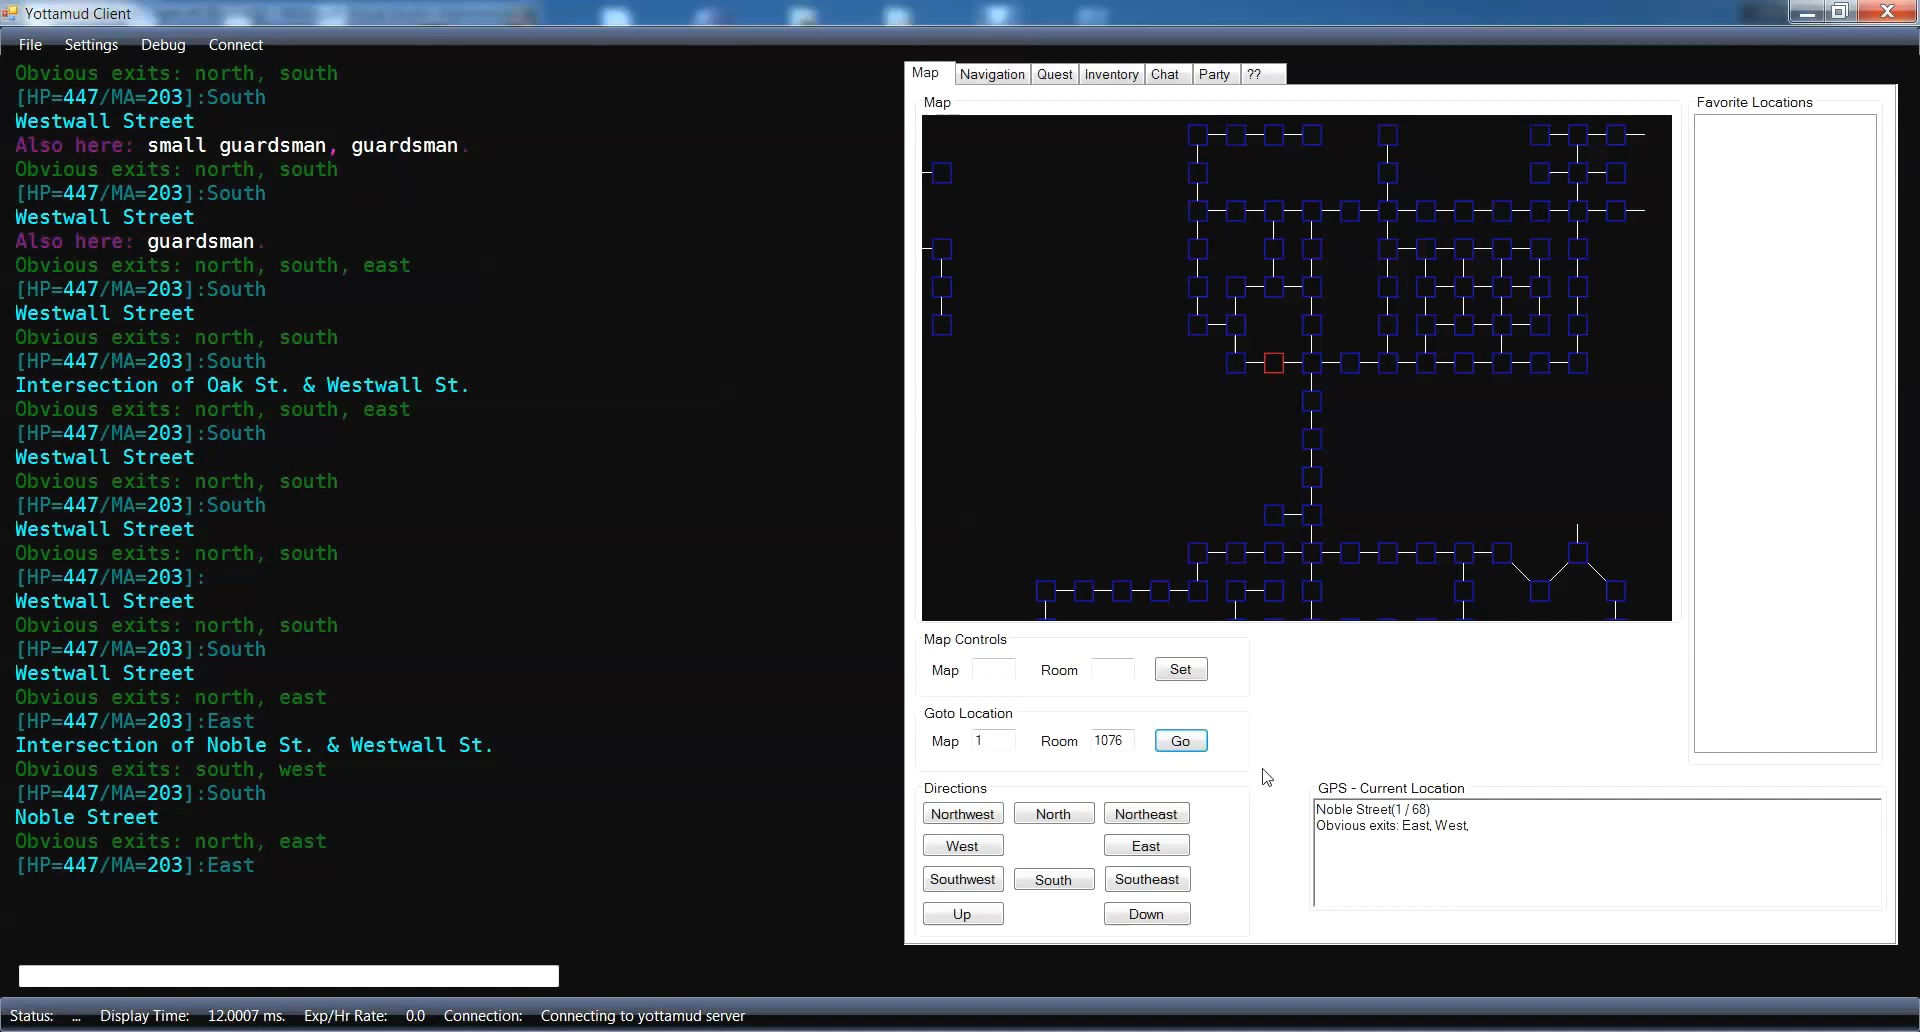 Yottamud Client
File Settings Debug Connect
Obvious exits: north, south
[HP=447/MA=203]:South
Westwall Street
Also here: small guardsman, guardsman.
Obvious exits: north, south
[HP=447/MA=203]:South
Westwall Street
Also here: guardsman.
Obvious exits: north, south, east
[HP=447/MA=203]:South
Westwall Street
Obvious exits: north, south
[HP=447/MA=203]:South
Intersection of Oak St. & Westwall St.
Obvious exits: north, south, east
[HP=447/MA=203]:South
Westwall Street
Obvious exits: north, south
[HP=447/MA=203]:South
Westwall Street
Obvious exits: north, south
[HP=447/MA=203]:
Westwall Street
Obvious exits: north, south
[HP=447/MA=203]:South
Westwall Street
Obvious exits: north, east
[HP=447/MA=203]:East
Intersection of Noble St. & Westwall St.
Obvious exits: south, west
[HP=447/MA=203]:South
Noble Street
Obvious exits: north, east
[HP=447/MA=203]:East
Map Navigation Quest Inventory Chat Party ??
Map
Favorite Locations
Map Controls
Map Room Set
Goto Location
Map 1 Room 1076 Go
Directions
Northwest North Northeast
West East
Southwest South Southeast
Up Down
GPS - Current Location
Noble Street(1 / 68)
Obvious exits: East, West,
Status: ... Display Time: 12.0007 ms. Exp/Hr Rate: 0.0 Connection: Connecting to yottamud server